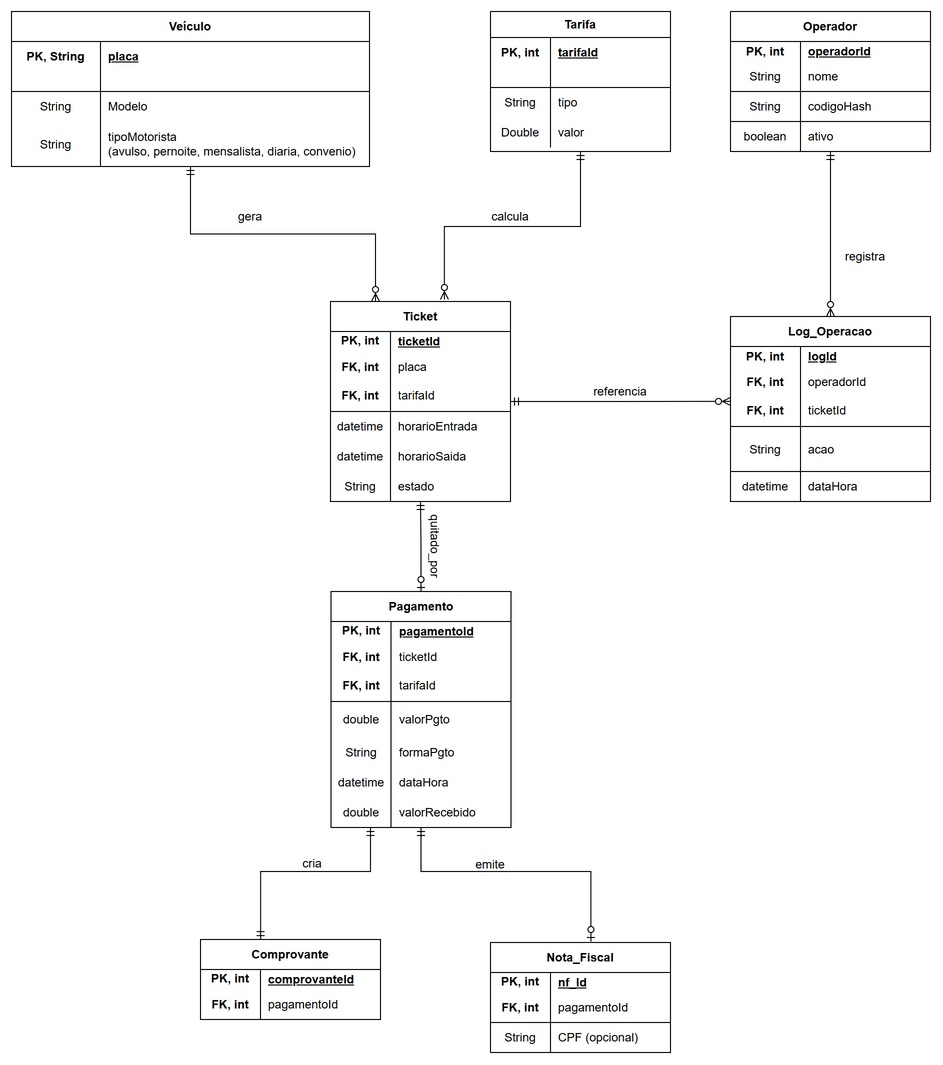 Veículo
PK, String placa
String Modelo
String tipoMotorista
(avulso, pernoite, mensalista, diaria, convenio)
Tarifa
PK, int tarifaId
String tipo
Double valor
Operador
PK, int operadorId
String nome
String codigoHash
boolean ativo
gera
calcula
registra
Ticket
PK, int ticketId
FK, int placa
FK, int tarifaId
datetime horarioEntrada
datetime horarioSaida
String estado
referencia
Log_Operacao
PK, int logId
FK, int operadorId
FK, int ticketId
String acao
datetime dataHora
quitado_por
Pagamento
PK, int pagamentoId
FK, int ticketId
FK, int tarifaId
double valorPgto
String formaPgto
datetime dataHora
double valorRecebido
cria
emite
Comprovante
PK, int comprovanteId
FK, int pagamentoId
Nota_Fiscal
PK, int nf_Id
FK, int pagamentoId
String CPF (opcional)